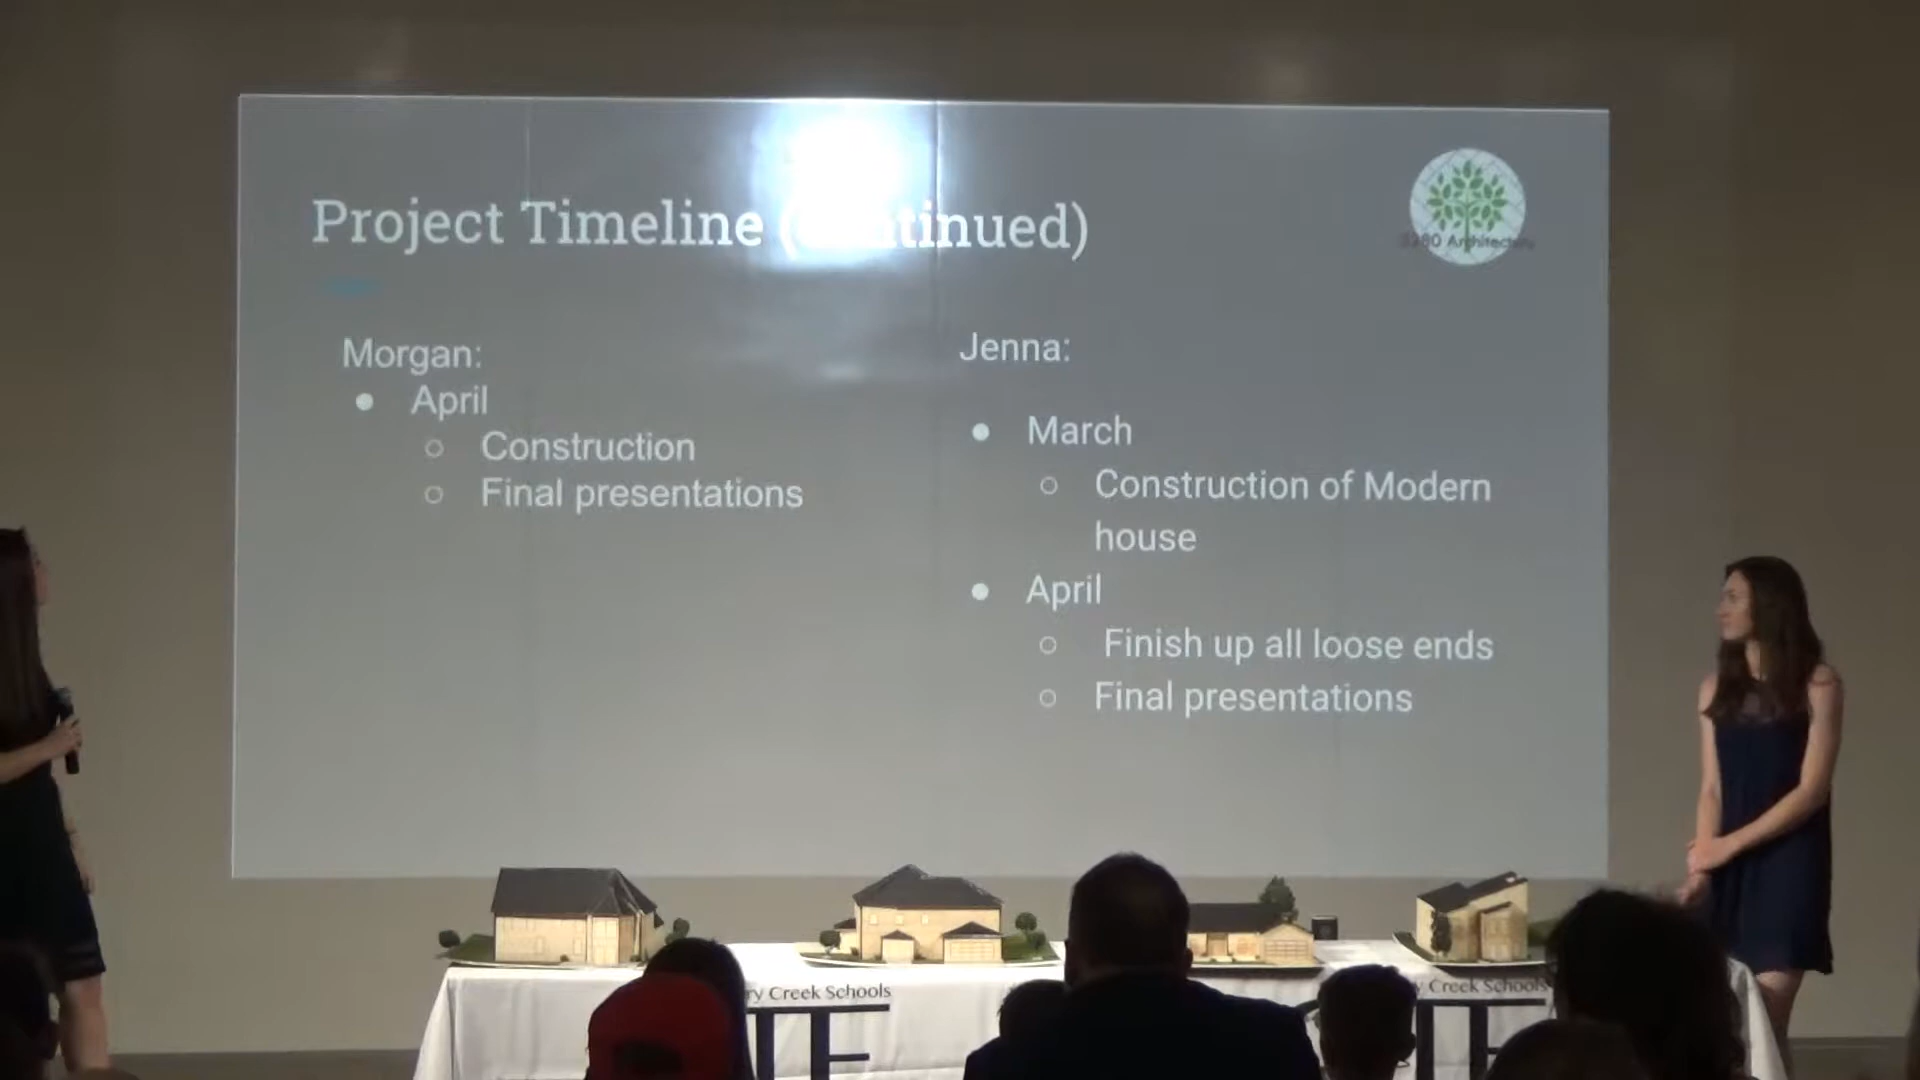 Project Timeline (continued)
Morgan:
April
Construction
Final presentations
Jenna:
March
Construction of Modern
house
April
Finish up all loose ends
Final presentations
Architecture
ry Creek Schools
y Creek Schools